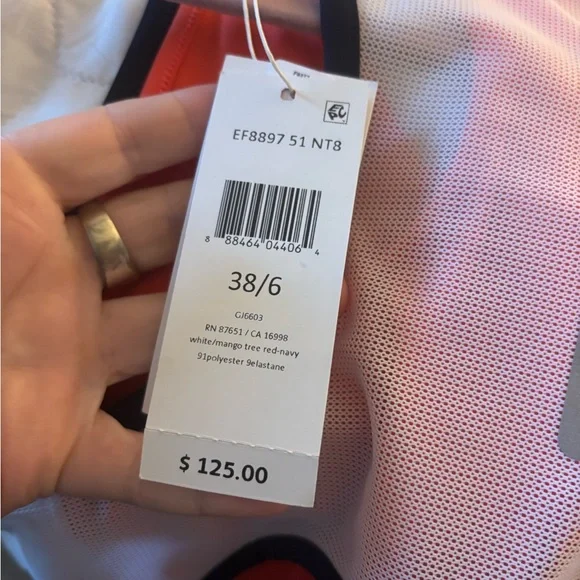 EF8897 51 NT8
8 88464 04406 4
38/6
GJ6603
RN 87651 / CA 16998
white/mango tree red-navy
91polyester 9elastane
$ 125.00